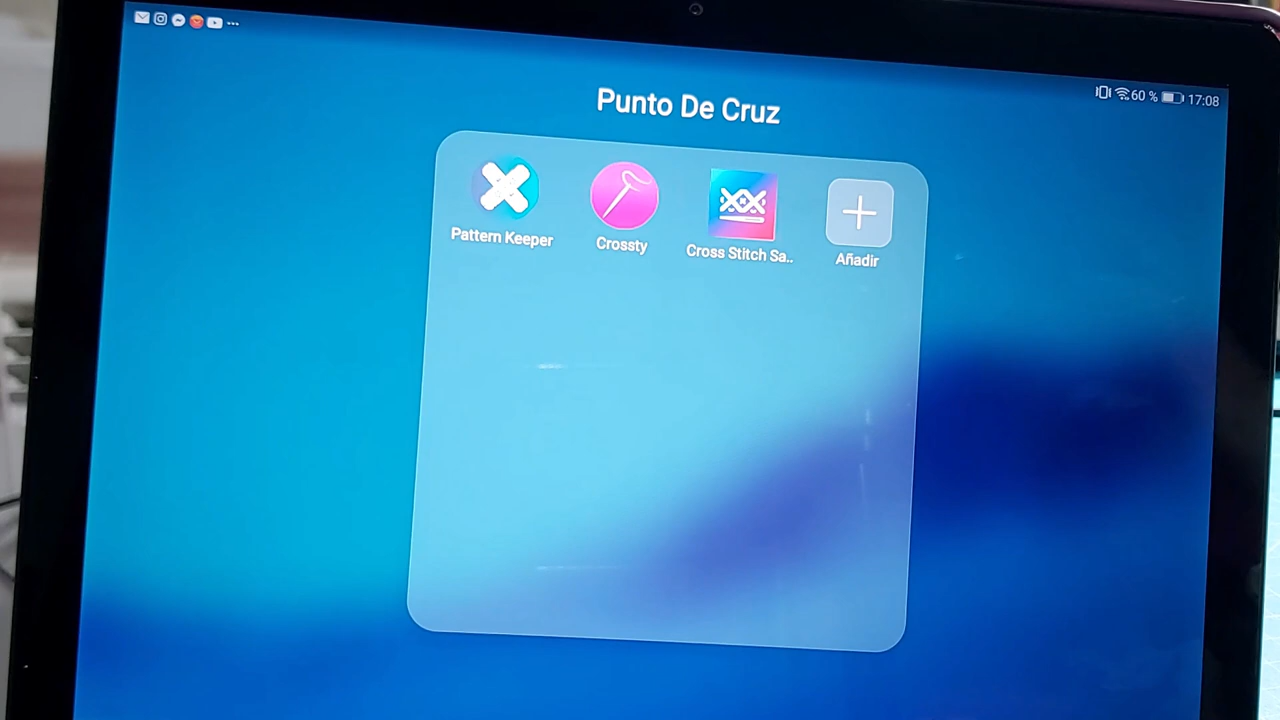 60 % 17:08
Punto De Cruz
Pattern Keeper
Crossty
Cross Stitch Sa..
Añadir